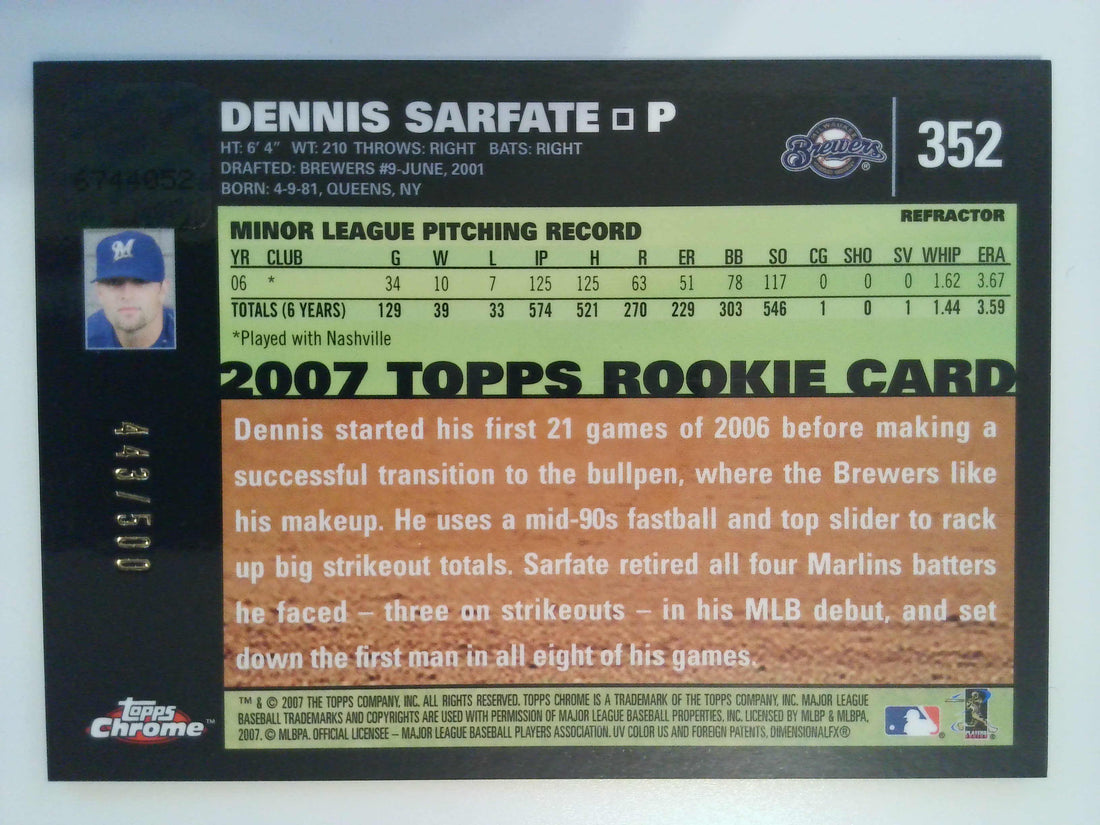 DENNIS SARFATE □ P
HT: 6' 4" WT: 210 THROWS: RIGHT BATS: RIGHT
DRAFTED: BREWERS #9-JUNE, 2001
BORN: 4-9-81, QUEENS, NY
Brewers ®
352
6744052
REFRACTOR
MINOR LEAGUE PITCHING RECORD
YR CLUB G W L IP H R ER BB SO CG SHO SV WHIP ERA
06 * 34 10 7 125 125 63 51 78 117 0 0 0 1.62 3.67
TOTALS (6 YEARS) 129 39 33 574 521 270 229 303 546 1 0 1 1.44 3.59
*Played with Nashville
M
2007 TOPPS ROOKIE CARD
443/500
Dennis started his first 21 games of 2006 before making a
successful transition to the bullpen, where the Brewers like
his makeup. He uses a mid-90s fastball and top slider to rack
up big strikeout totals. Sarfate retired all four Marlins batters
he faced – three on strikeouts – in his MLB debut, and set
down the first man in all eight of his games.
Topps
Chrome™
™ & © 2007 THE TOPPS COMPANY, INC. ALL RIGHTS RESERVED. TOPPS CHROME IS A TRADEMARK OF THE TOPPS COMPANY, INC. MAJOR LEAGUE
BASEBALL TRADEMARKS AND COPYRIGHTS ARE USED WITH PERMISSION OF MAJOR LEAGUE BASEBALL PROPERTIES, INC. LICENSED BY MLBP & MLBPA,
2007. © MLBPA. OFFICIAL LICENSEE – MAJOR LEAGUE BASEBALL PLAYERS ASSOCIATION. UV COLOR US AND FOREIGN PATENTS, DIMENSIONALFX®